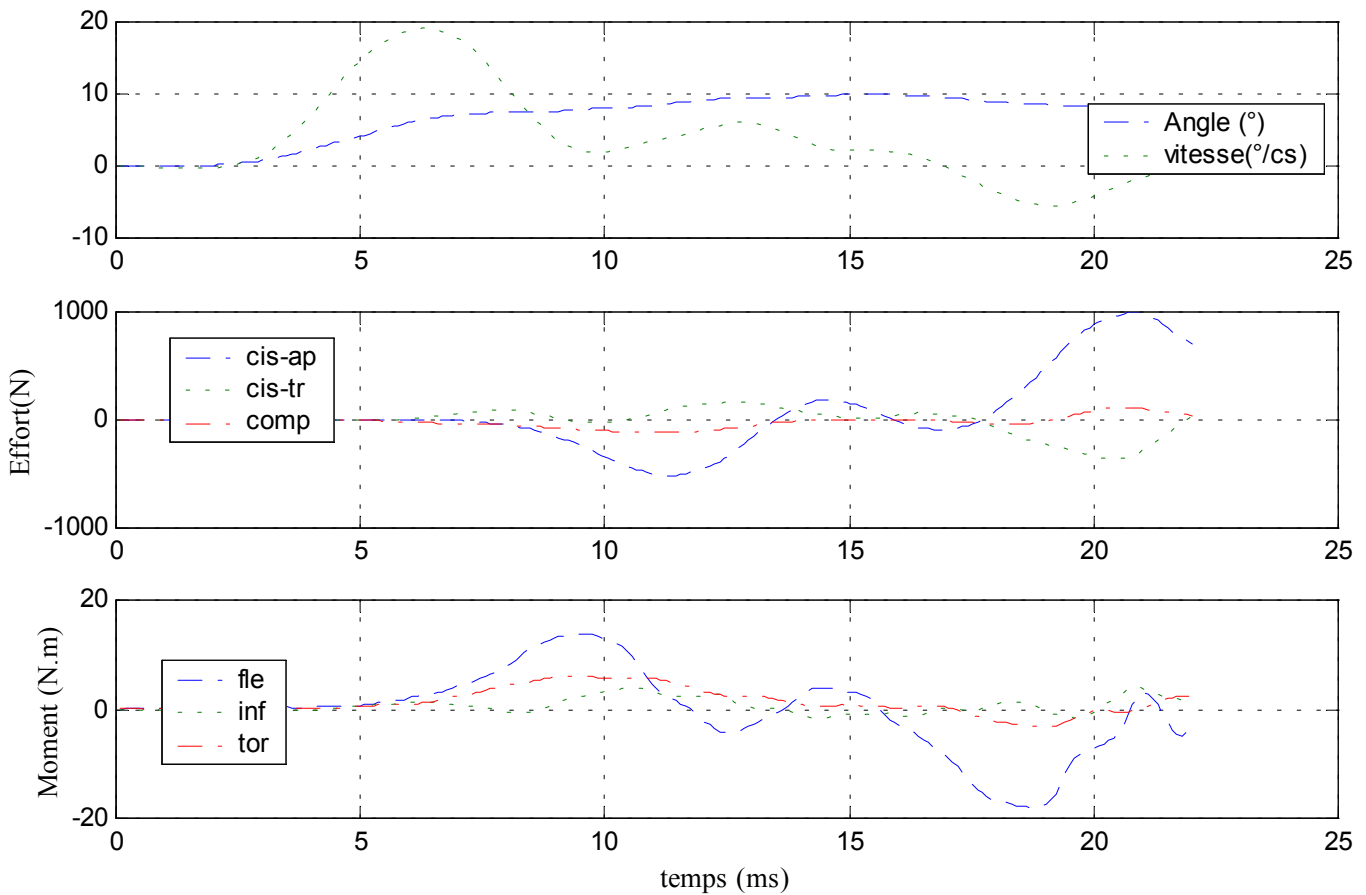 20
10
0
-10
0
5
10
15
20
25
Angle (°)
vitesse(°/cs)
Effort(N)
1000
0
-1000
0
5
10
15
20
25
cis-ap
cis-tr
comp
Moment (N.m)
20
0
-20
0
5
10
15
20
25
fle
inf
tor
temps (ms)